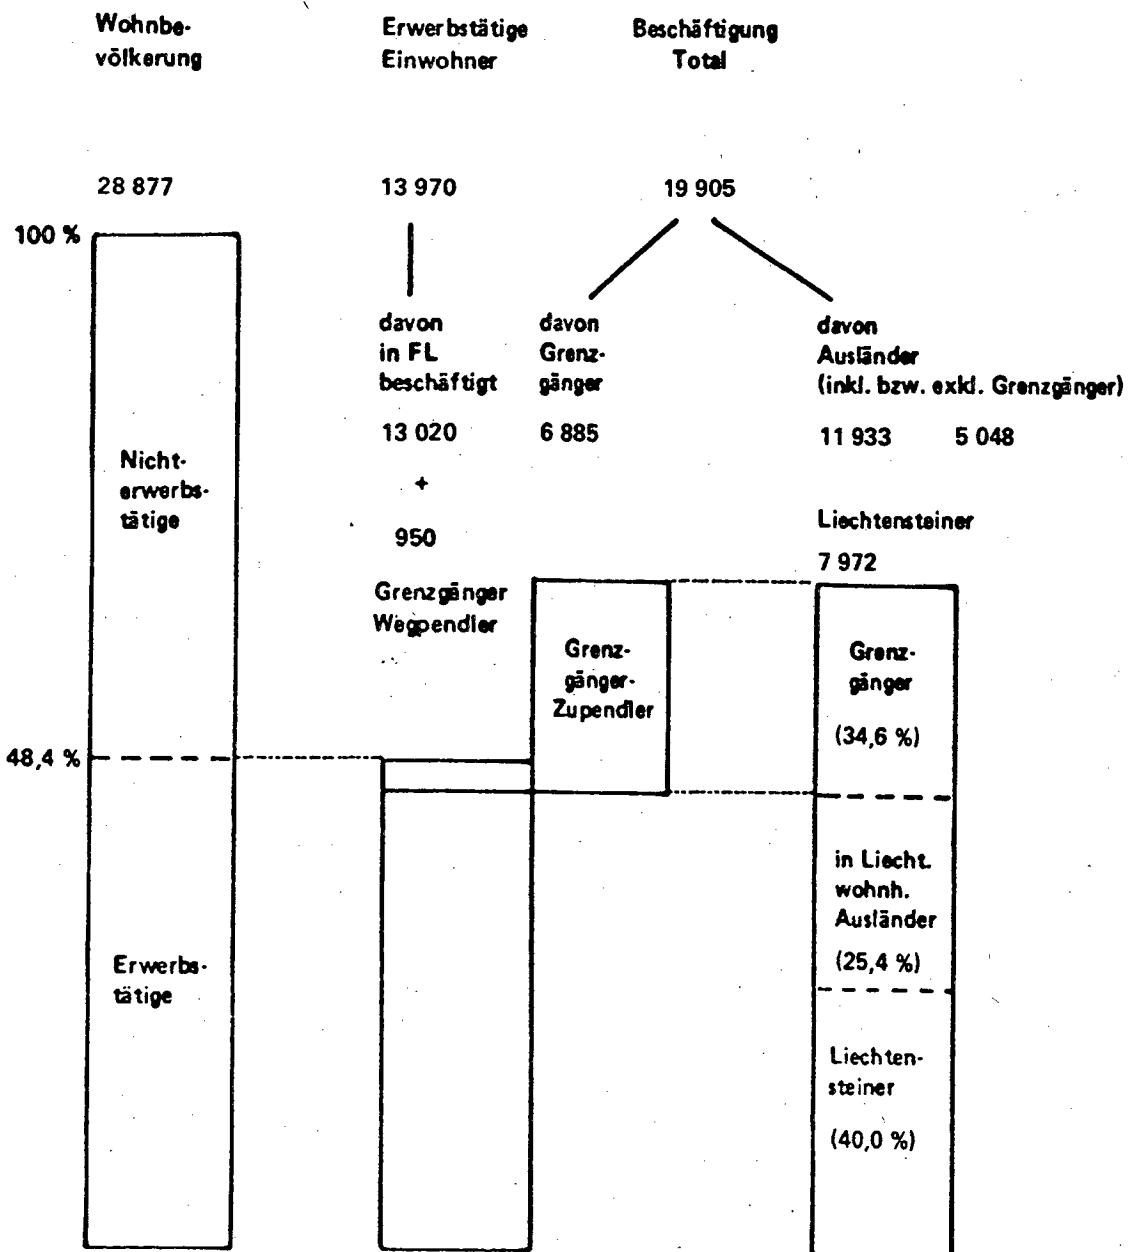 Wohnbe-
völkerung
Erwerbstätige
Einwohner
Beschäftigung
Total
28 877
13 970
19 905
100 %
davon
in FL
beschäftigt
13 020
+
950
Grenzgänger
Wegpendler
davon
Grenz-
gänger
6 885
davon
Ausländer
(inkl. bzw. exkl. Grenzgänger)
11 933 5 048
Liechtensteiner
7 972
Nicht-
erwerbs-
tätige
Grenz-
gänger-
Zupendler
Grenz-
gänger
(34,6 %)
48,4 %
in Liecht.
wohnh.
Ausländer
(25,4 %)
Erwerbs-
tätige
Liechten-
steiner
(40,0 %)